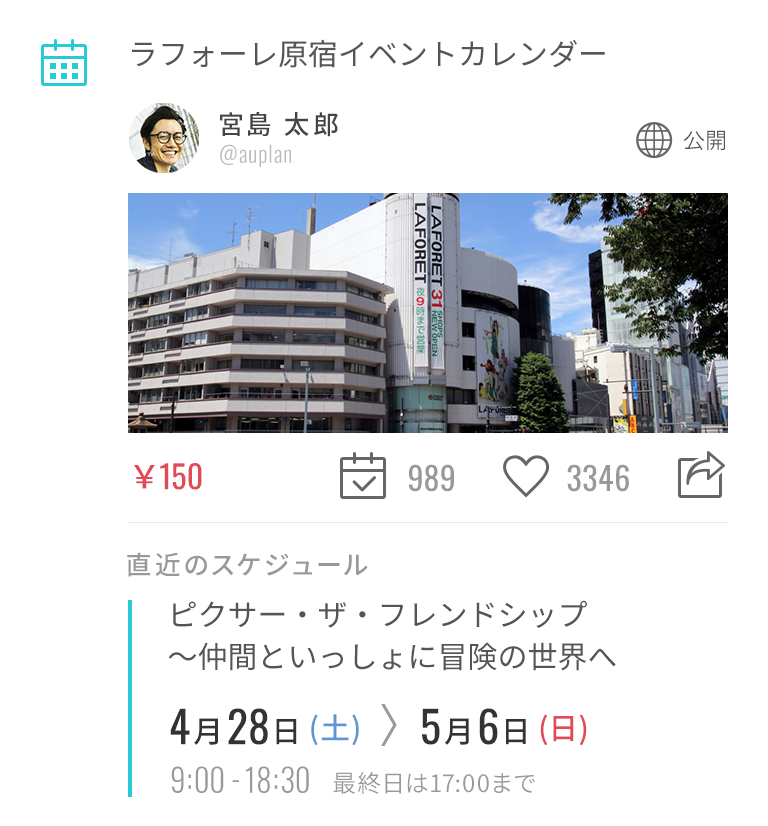 ラフォーレ原宿イベントカレンダー
宮島 太郎
@auplan
公開
LAFORET
LAFORET 31
夜9時まで営業
SHOPS NEW OPEN
LAFORET
¥150
989
3346
直近のスケジュール
ピクサー・ザ・フレンドシップ
〜仲間といっしょに冒険の世界へ
4月28日 (土) 〉 5月6日 (日)
9:00 - 18:30 最終日は17:00まで